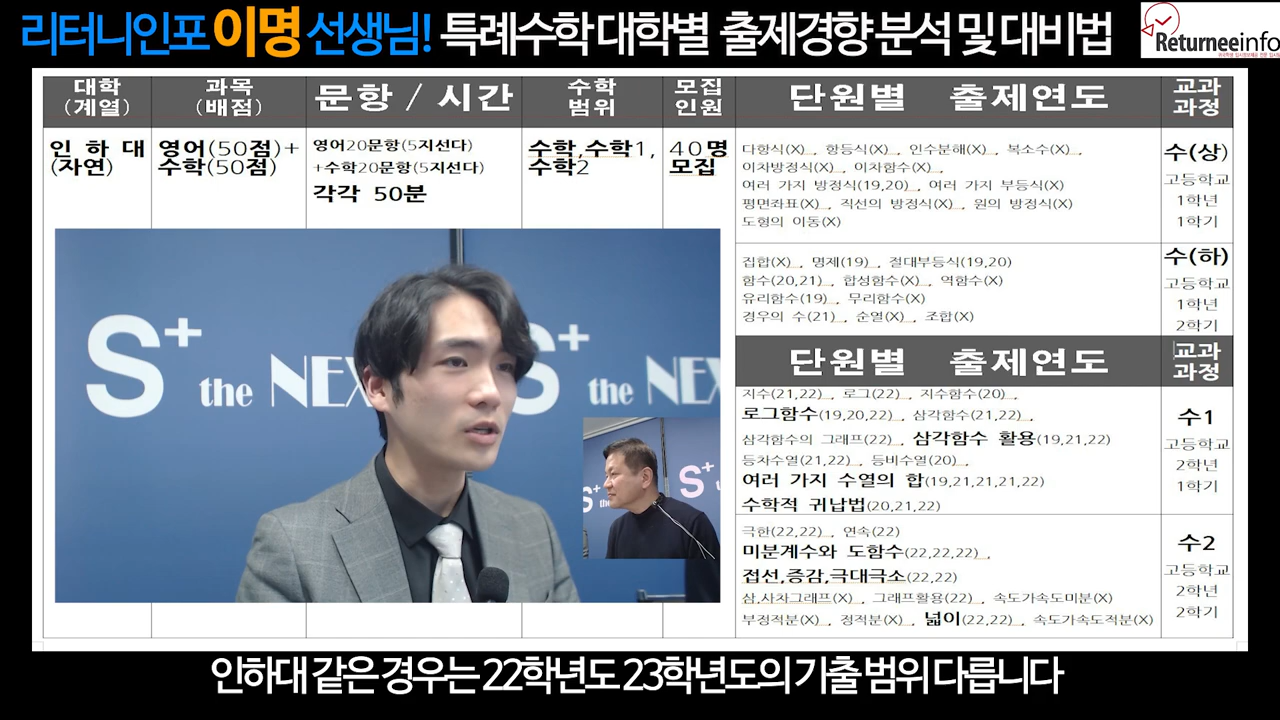 리터니인포 이명 선생님! 특례수학 대학별 출제경향 분석 및 대비법
Returneeinfo
대학
(계열)
과목
(배점)
문항 / 시간
수학
범위
모집
인원
단원별 출제연도
교과
과정
인 하 대
(자연)
영어(50점)+
수학(50점)
영어20문항(5지선다)
+수학20문항(5지선다)
각각 50분
수학,수학1,
수학2
40명
모집
다항식(X), 항등식(X), 인수분해(X), 복소수(X),
이차방정식(X), 이차함수(X),
여러 가지 방정식(19,20), 여러 가지 부등식(X)
평면좌표(X), 직선의 방정식(X), 원의 방정식(X)
도형의 이동(X)
수(상)
고등학교
1학년
1학기
집합(X), 명제(19), 절대부등식(19,20)
함수(20,21), 합성함수(X), 역함수(X)
유리함수(19), 무리함수(X)
경우의 수(21), 순열(X), 조합(X)
수(하)
고등학교
1학년
2학기
단원별 출제연도
교과
과정
지수(21,22), 로그(22), 지수함수(20),
로그함수(19,20,22), 삼각함수(21,22),
삼각함수의 그래프(22), 삼각함수 활용(19,21,22)
등차수열(21,22), 등비수열(20),
여러 가지 수열의 합(19,21,21,21,22)
수학적 귀납법(20,21,22)
수1
고등학교
2학년
1학기
극한(22,22), 연속(22)
미분계수와 도함수(22,22,22),
접선,증감,극대극소(22,22)
삼,사차그래프(X), 그래프활용(22), 속도가속도미분(X)
부정적분(X), 정적분(X), 넓이(22,22), 속도가속도적분(X)
수2
고등학교
2학년
2학기
S+ the NEX
S+ the NEX
S+ the
S+
인하대 같은 경우는 22학년도 23학년도의 기출 범위 다릅니다